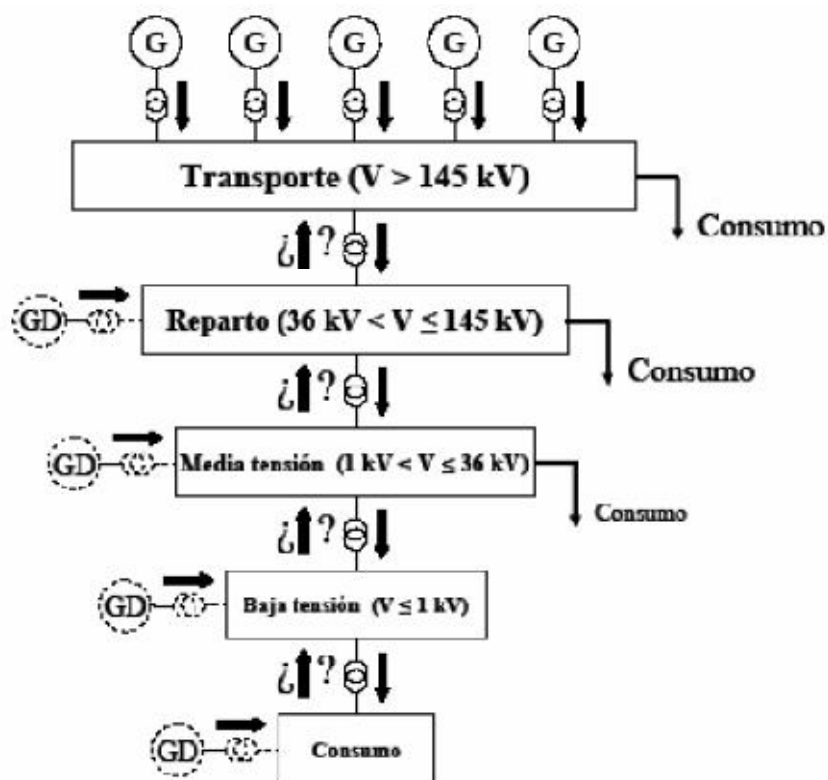 G G G G G
Transporte (V > 145 kV)
Consumo
¿ ?
GD
Reparto (36 kV < V ≤ 145 kV)
Consumo
¿ ?
GD
Media tensión (1 kV < V ≤ 36 kV)
Consumo
¿ ?
GD
Baja tensión (V ≤ 1 kV)
¿ ?
GD
Consumo